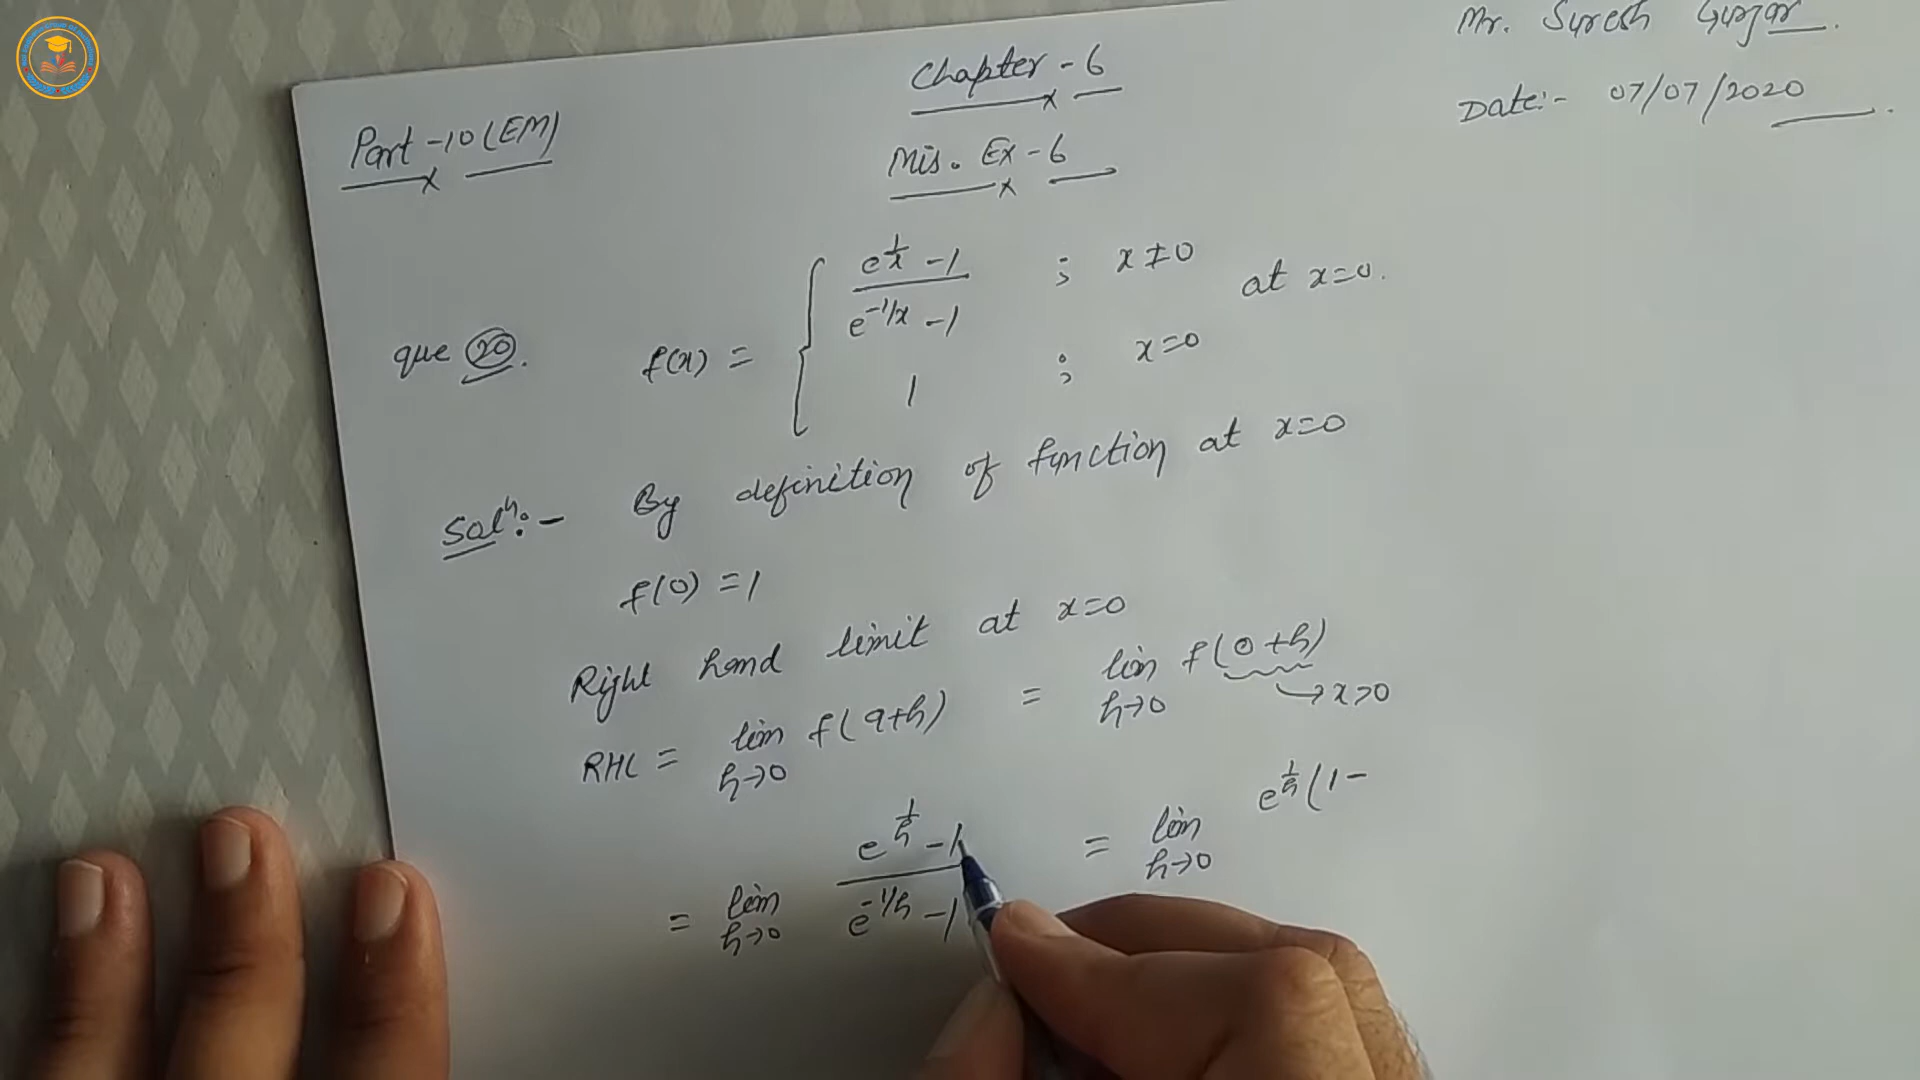 Mr. Suresh Gurjar
Date:- 07/07/2020
Chapter - 6
Part -10 (EM)
Mis. Ex - 6
que 20. f(x) = { (e^{1/x} - 1)/(e^{-1/x} - 1) ; x ≠ 0
1 ; x=0
at x=0.
Solⁿ:- By definition of function at x=0
f(0) = 1
Right hand limit at x=0
RHL = lim h→0 f(a+h) = lim h→0 f(0+h) → x>0
= lim h→0 (e^{1/h} - 1)/(e^{-1/h} - 1) = lim h→0 e^{1/h}(1-